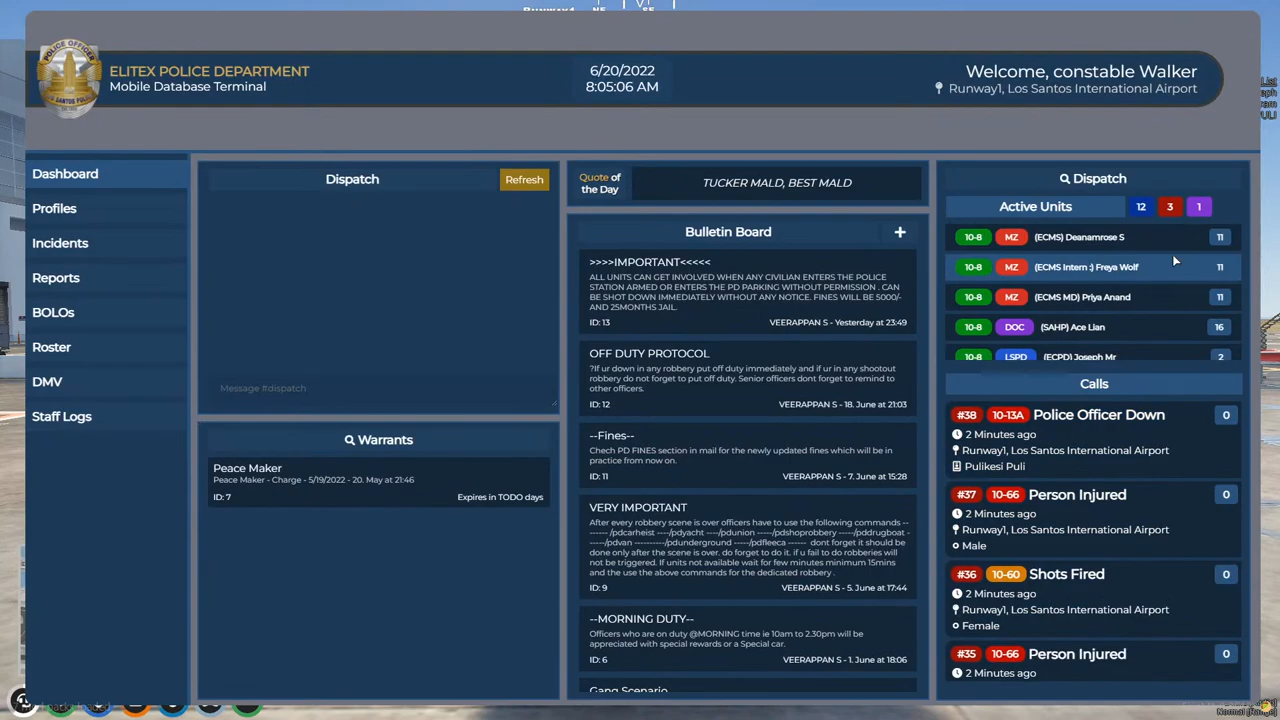 ELITEX POLICE DEPARTMENT
Mobile Database Terminal
6/20/2022
8:05:06 AM
Welcome, constable Walker
Runway1, Los Santos International Airport
Dashboard
Profiles
Incidents
Reports
BOLOs
Roster
DMV
Staff Logs
Dispatch
Refresh
Message #dispatch
Warrants
Peace Maker
Peace Maker - Charge - 5/19/2022 - 20. May at 21:46
ID: 7 Expires in TODO days
Quote of
the Day
TUCKER MALD, BEST MALD
Bulletin Board
+
>>>>IMPORTANT<<<<<
ALL UNITS CAN GET INVOLVED WHEN ANY CIVILIAN ENTERS THE POLICE
STATION ARMED OR ENTERS THE PD PARKING WITHOUT PERMISSION . CAN
BE SHOT DOWN IMMEDIATELY WITHOUT ANY NOTICE. FINES WILL BE 5000/-
AND 25MONTHS JAIL.
ID: 13 VEERAPPAN S - Yesterday at 23:49
OFF DUTY PROTOCOL
?If ur down in any robbery put off duty immediately and if ur in any shootout
robbery do not forget to put off duty. Senior officers dont forget to remind to
other officers.
ID: 12 VEERAPPAN S - 18. June at 21:03
--Fines--
Chech PD FINES section in mail for the newly updated fines which will be in
practice from now on.
ID: 11 VEERAPPAN S - 7. June at 15:28
VERY IMPORTANT
After every robbery scene is over officers have to use the following commands --
------ /pdcarheist ----/pdyacht ----/pdunion -----/pdshoprobbery -----/pddrugboat -
-----/pdvan ----------/pdunderground -----/pdfleeca ------ dont forget it should be
done only after the scene is over. do forget to do it. if u fail to do robberies will
not be triggered. If units not available wait for few minutes minimum 15mins
and the use the above commands for the dedicated robbery .
ID: 9 VEERAPPAN S - 5. June at 17:44
--MORNING DUTY--
Officers who are on duty @MORNING time ie 10am to 2.30pm will be
appreciated with special rewards or a Special car.
ID: 6 VEERAPPAN S - 1. June at 18:06
Gang Scenario
Dispatch
Active Units 12 3 1
10-8 MZ (ECMS) Deanamrose S 11
10-8 MZ (ECMS Intern :) Freya Wolf 11
10-8 MZ (ECMS MD) Priya Anand 11
10-8 DOC (SAHP) Ace Lian 16
10-8 LSPD (ECPD) Joseph Mr 2
Calls
#38 10-13A Police Officer Down 0
2 Minutes ago
Runway1, Los Santos International Airport
Pulikesi Puli
#37 10-66 Person Injured 0
2 Minutes ago
Runway1, Los Santos International Airport
Male
#36 10-60 Shots Fired 0
2 Minutes ago
Runway1, Los Santos International Airport
Female
#35 10-66 Person Injured 0
2 Minutes ago